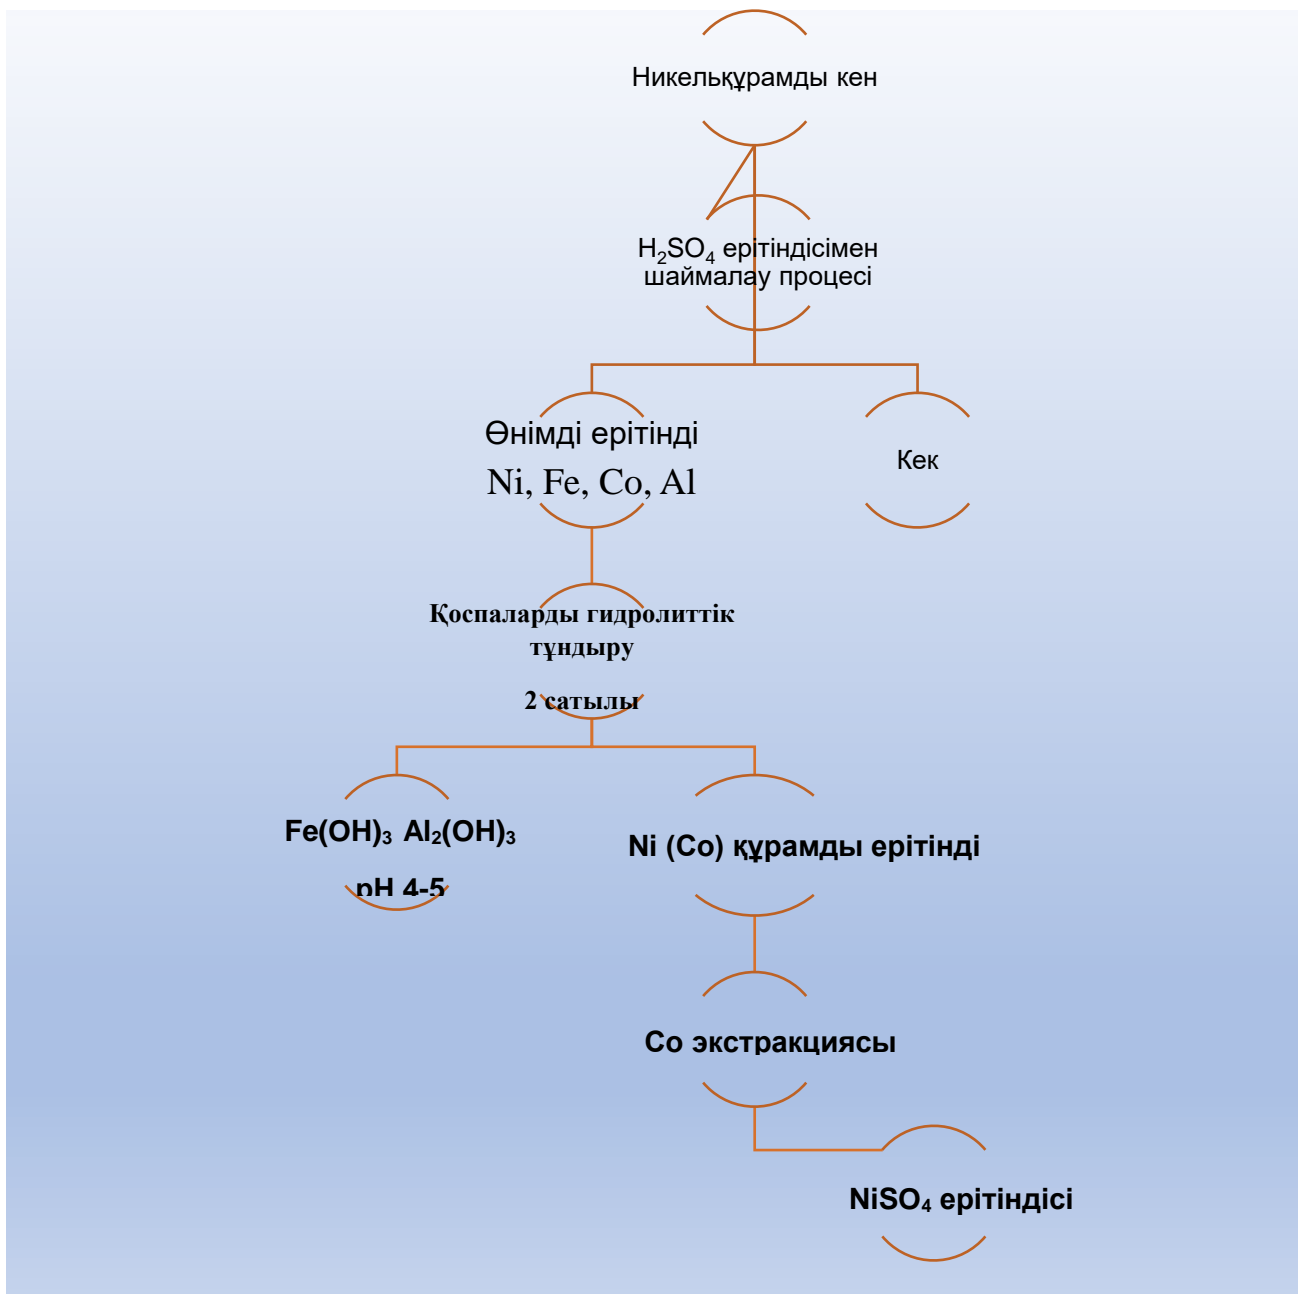 Никельқұрамды кен
H₂SO₄ ерітіндісімен
шаймалау процесі
Өнімді ерітінді
Ni, Fe, Co, Al
Кек
Қоспаларды гидролиттік
тұндыру
2 сатылы
Fe(OH)₃ Al₂(OH)₃
pH 4-5
Ni (Co) құрамды ерітінді
Co экстракциясы
NiSO₄ ерітіндісі